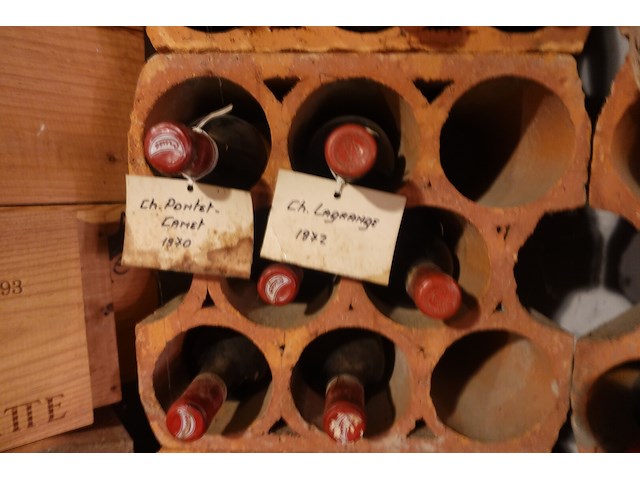 Ch. Pontet-
Canet
1970
Ch. Lagrange
1972
93
TTE